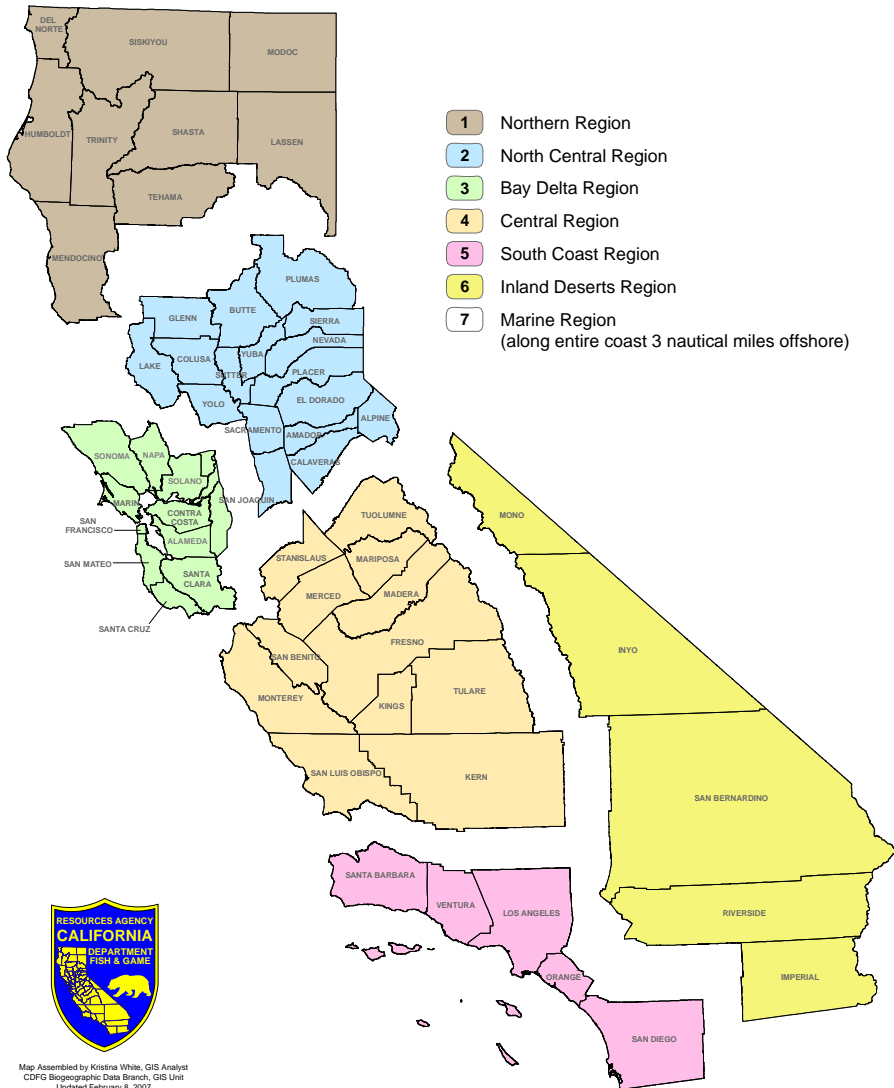 DEL
NORTE
SISKIYOU
MODOC
HUMBOLDT
TRINITY
SHASTA
LASSEN
TEHAMA
MENDOCINO
1 Northern Region
2 North Central Region
3 Bay Delta Region
4 Central Region
5 South Coast Region
6 Inland Deserts Region
7 Marine Region
(along entire coast 3 nautical miles offshore)
PLUMAS
BUTTE
GLENN
SIERRA
NEVADA
YUBA
COLUSA
LAKE
SUTTER
PLACER
YOLO
EL DORADO
ALPINE
SACRAMENTO
AMADOR
CALAVERAS
SAN JOAQUIN
SONOMA
NAPA
SOLANO
MARIN
CONTRA
COSTA
SAN
FRANCISCO
ALAMEDA
SAN MATEO
SANTA
CLARA
SANTA CRUZ
TUOLUMNE
STANISLAUS
MARIPOSA
MERCED
MADERA
FRESNO
SAN BENITO
MONTEREY
KINGS
TULARE
SAN LUIS OBISPO
KERN
MONO
INYO
SAN BERNARDINO
RIVERSIDE
IMPERIAL
SANTA BARBARA
VENTURA
LOS ANGELES
ORANGE
SAN DIEGO
RESOURCES AGENCY
CALIFORNIA
DEPARTMENT
FISH & GAME
Map Assembled by Kristina White, GIS Analyst
CDFG Biogeographic Data Branch, GIS Unit
Updated February 8, 2007